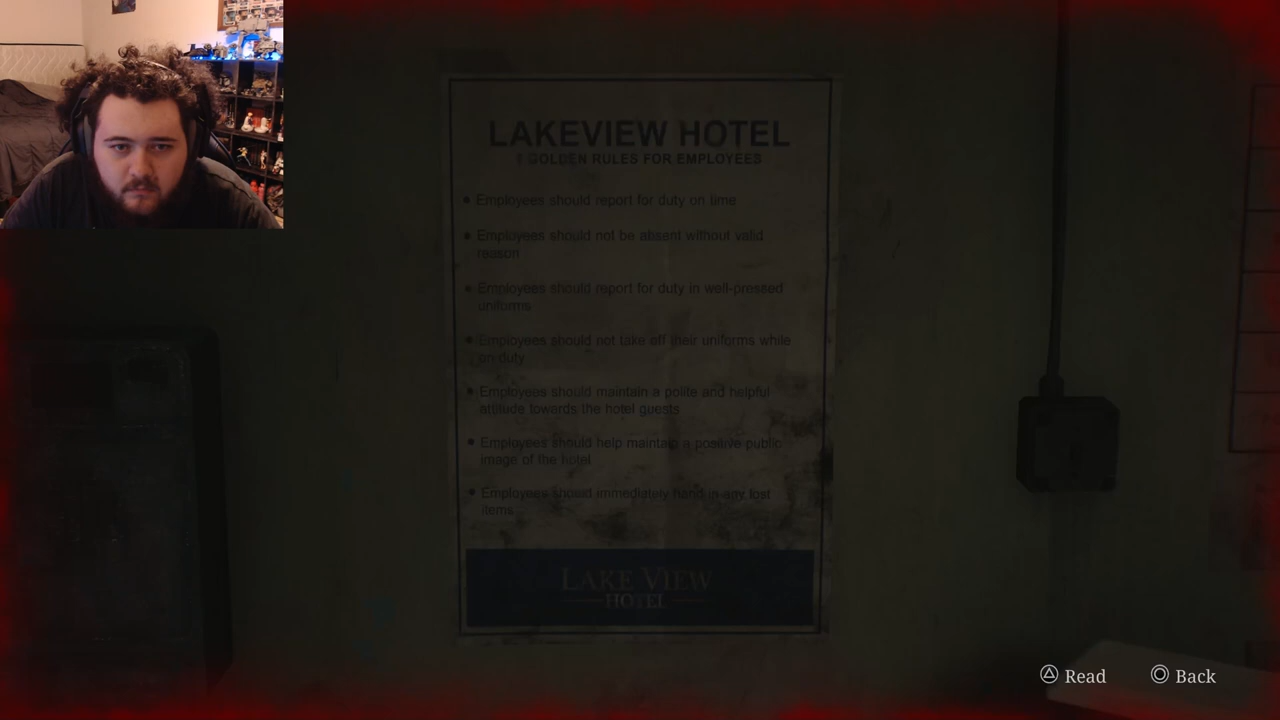 LAKEVIEW HOTEL
7 GOLDEN RULES FOR EMPLOYEES
Employees should report for duty on time
Employees should not be absent without valid
reason
Employees should report for duty in well-pressed
uniforms
Employees should not take off their uniforms while
on duty
Employees should maintain a polite and helpful
attitude towards the hotel guests
Employees should help maintain a positive public
image of the hotel
Employees should immediately hand in any lost
items
LAKE VIEW
HOTEL
Read
Back